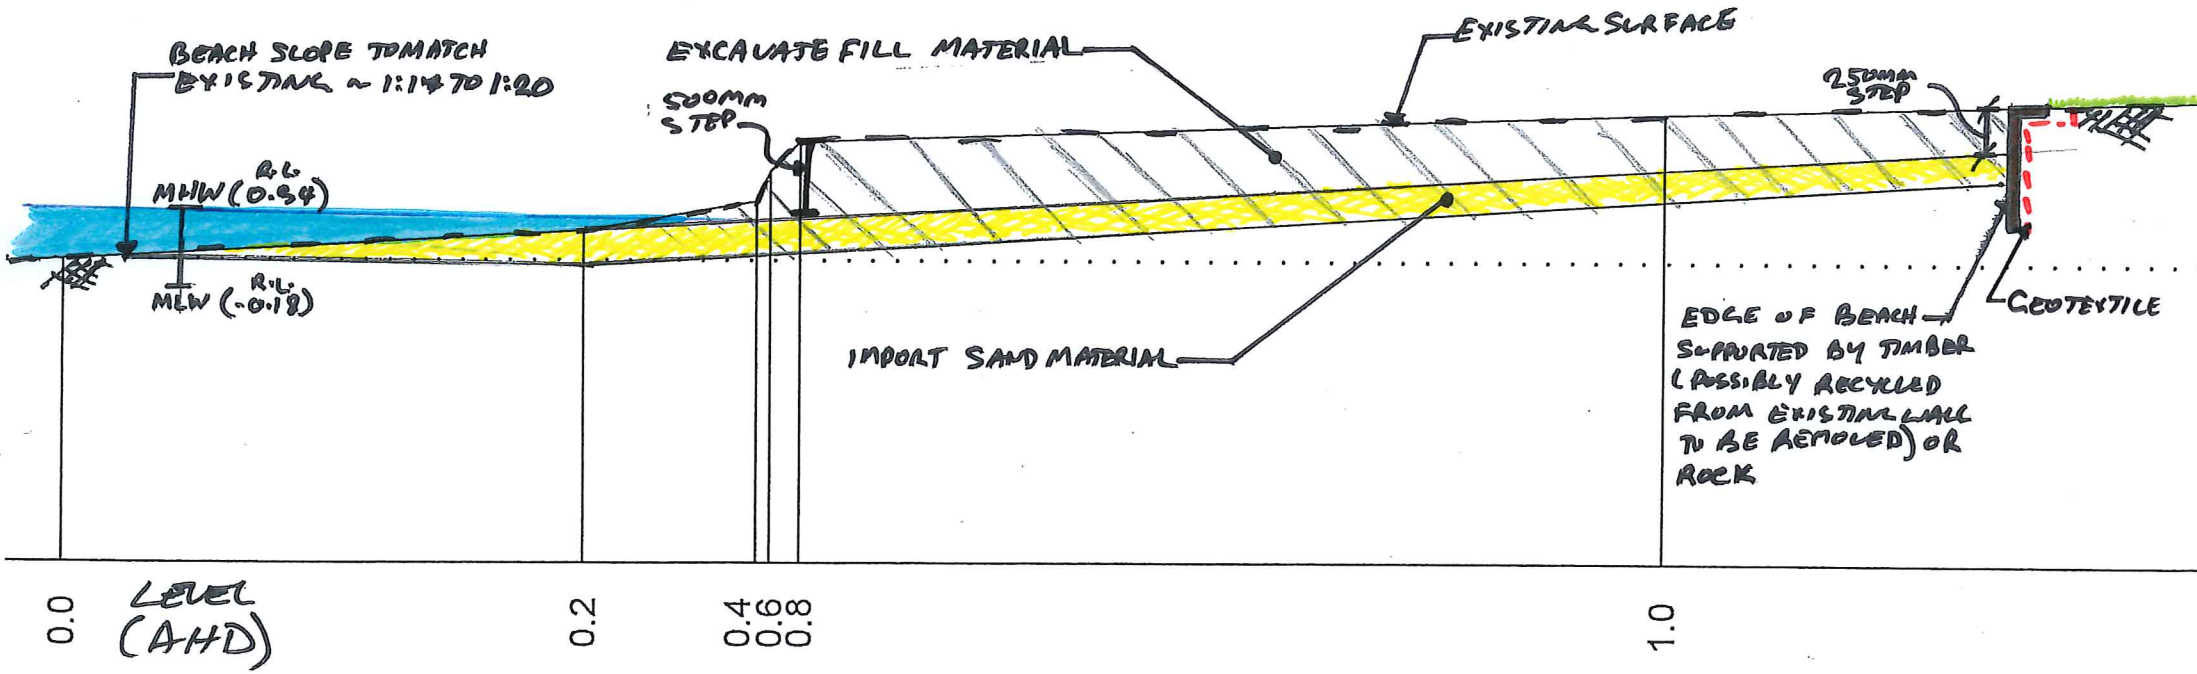 BEACH SLOPE TO MATCH
EXISTING ~ 1:17 TO 1:20
EXCAVATE FILL MATERIAL
EXISTING SURFACE
500MM
STEP
250MM
STEP
R.L.
MHW (0.54)
R.L.
MLW (-0.18)
IMPORT SAND MATERIAL
GEOTEXTILE
EDGE OF BEACH
SUPPORTED BY TIMBER
(POSSIBLY RECYCLED
FROM EXISTING WALL
TO BE REMOVED) OR
ROCK
0.0
LEVEL
(AHD)
0.2
0.4
0.6
0.8
1.0